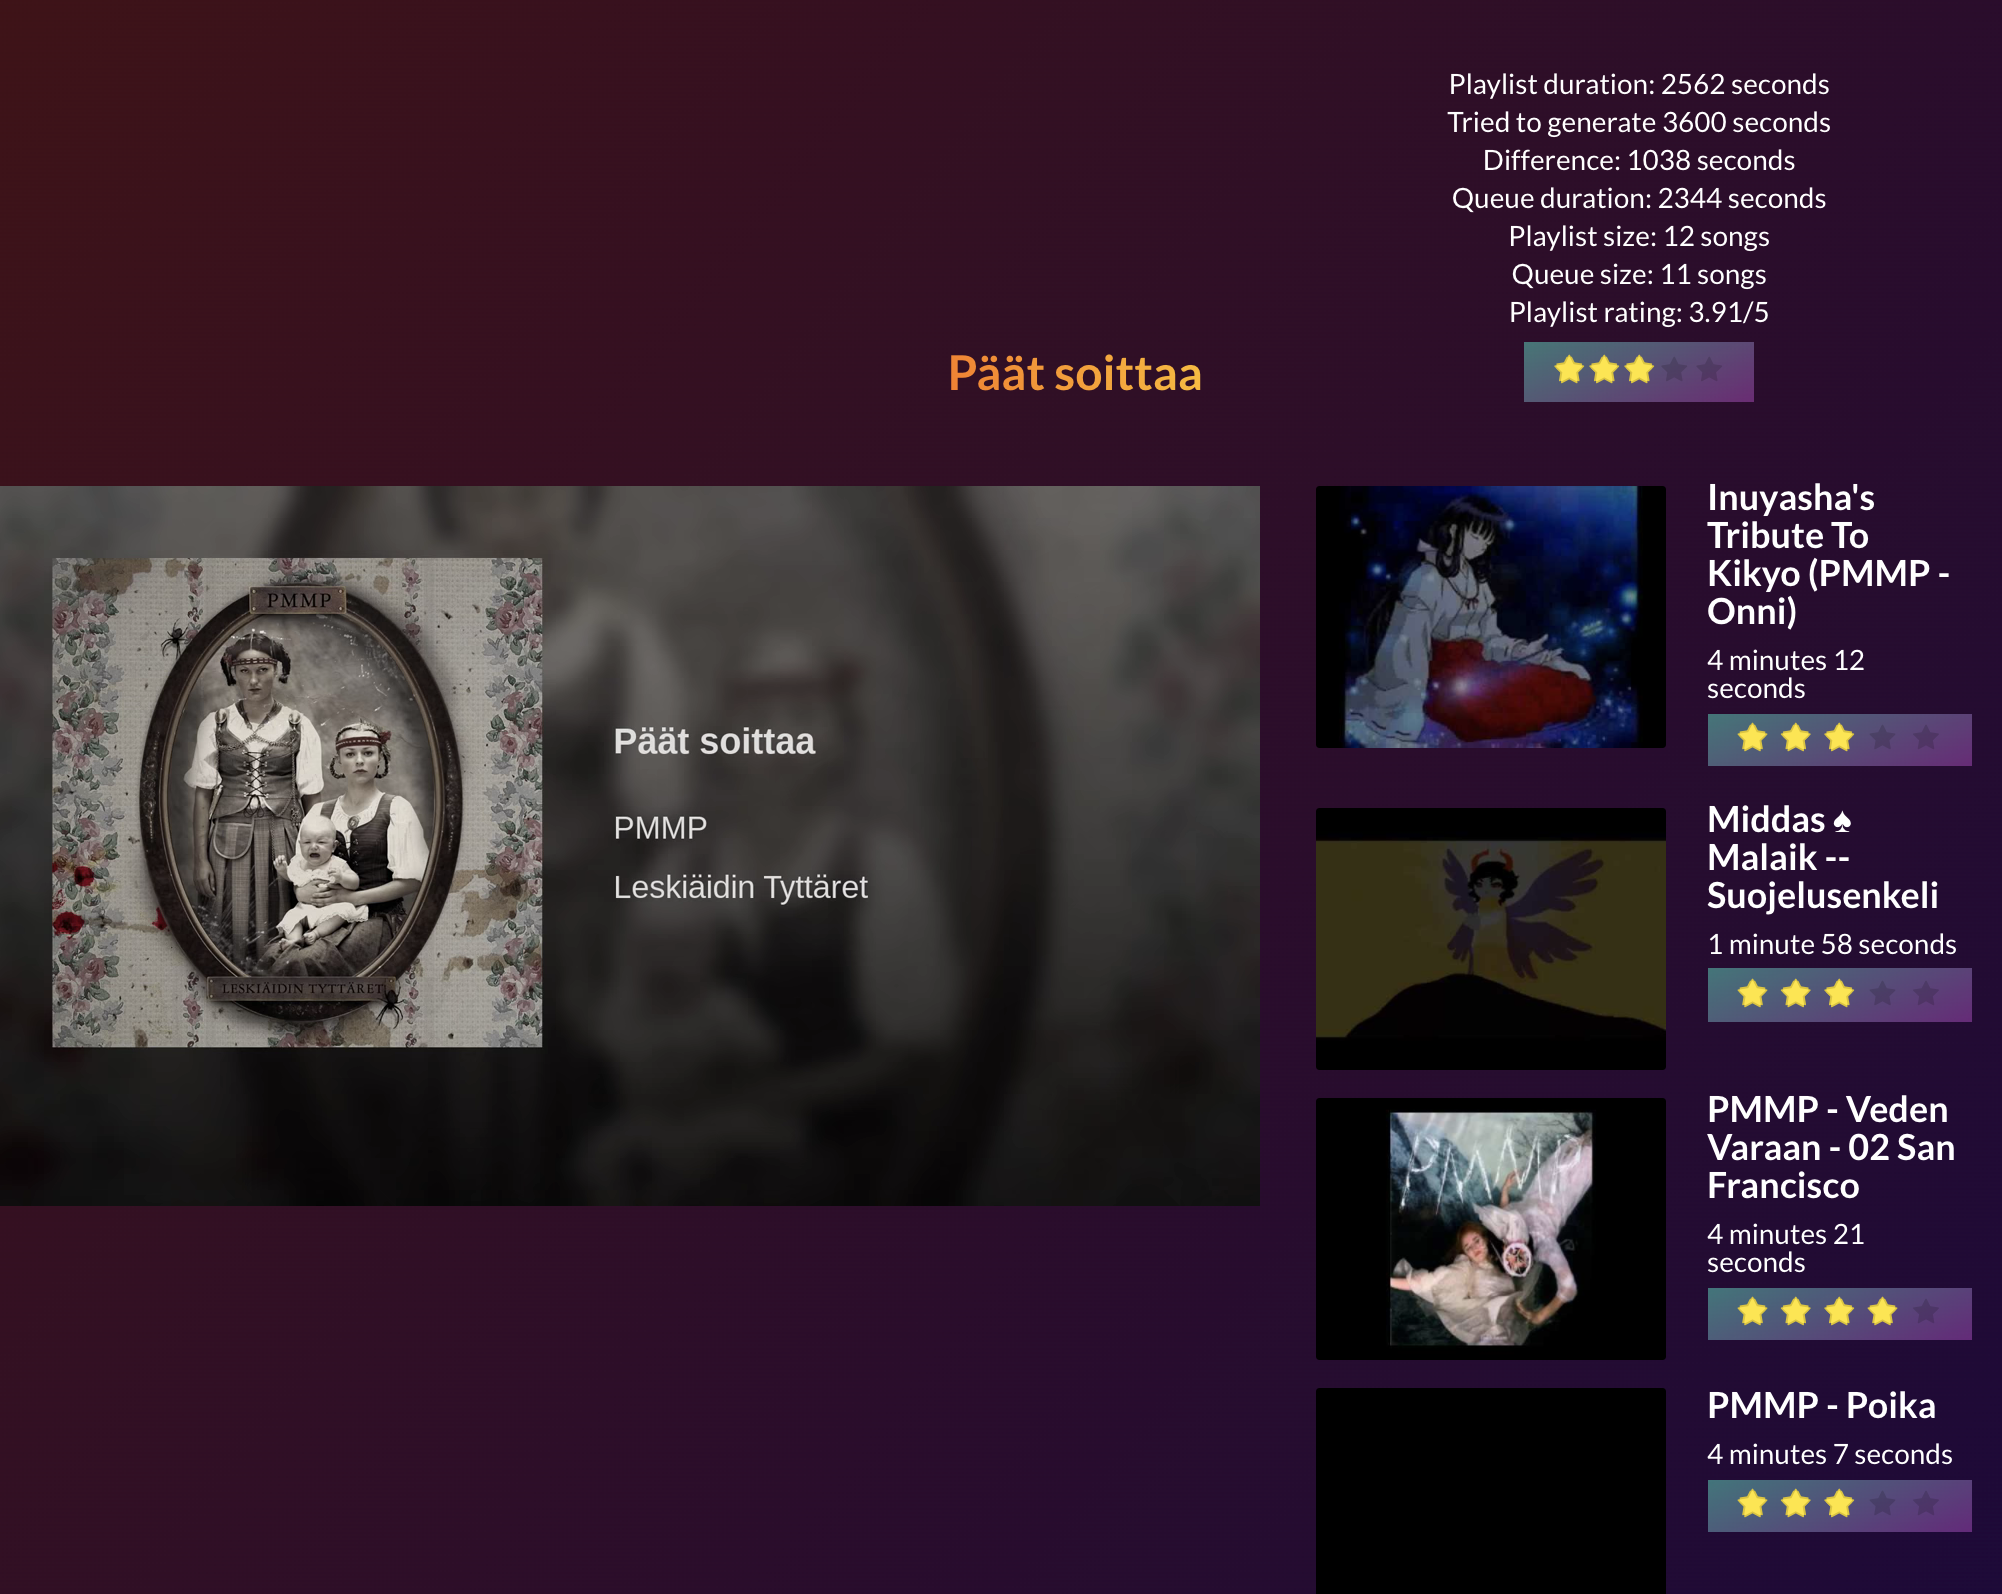 Playlist duration: 2562 seconds
Tried to generate 3600 seconds
Difference: 1038 seconds
Queue duration: 2344 seconds
Playlist size: 12 songs
Queue size: 11 songs
Playlist rating: 3.91/5
Päät soittaa
PMMP
LESKIÄIDIN TYTTÄRET
Päät soittaa
PMMP
Leskiäidin Tyttäret
Inuyasha's
Tribute To
Kikyo (PMMP -
Onni)
4 minutes 12
seconds
Middas ♠
Malaik --
Suojelusenkeli
1 minute 58 seconds
PMMP
PMMP - Veden
Varaan - 02 San
Francisco
4 minutes 21
seconds
PMMP - Poika
4 minutes 7 seconds